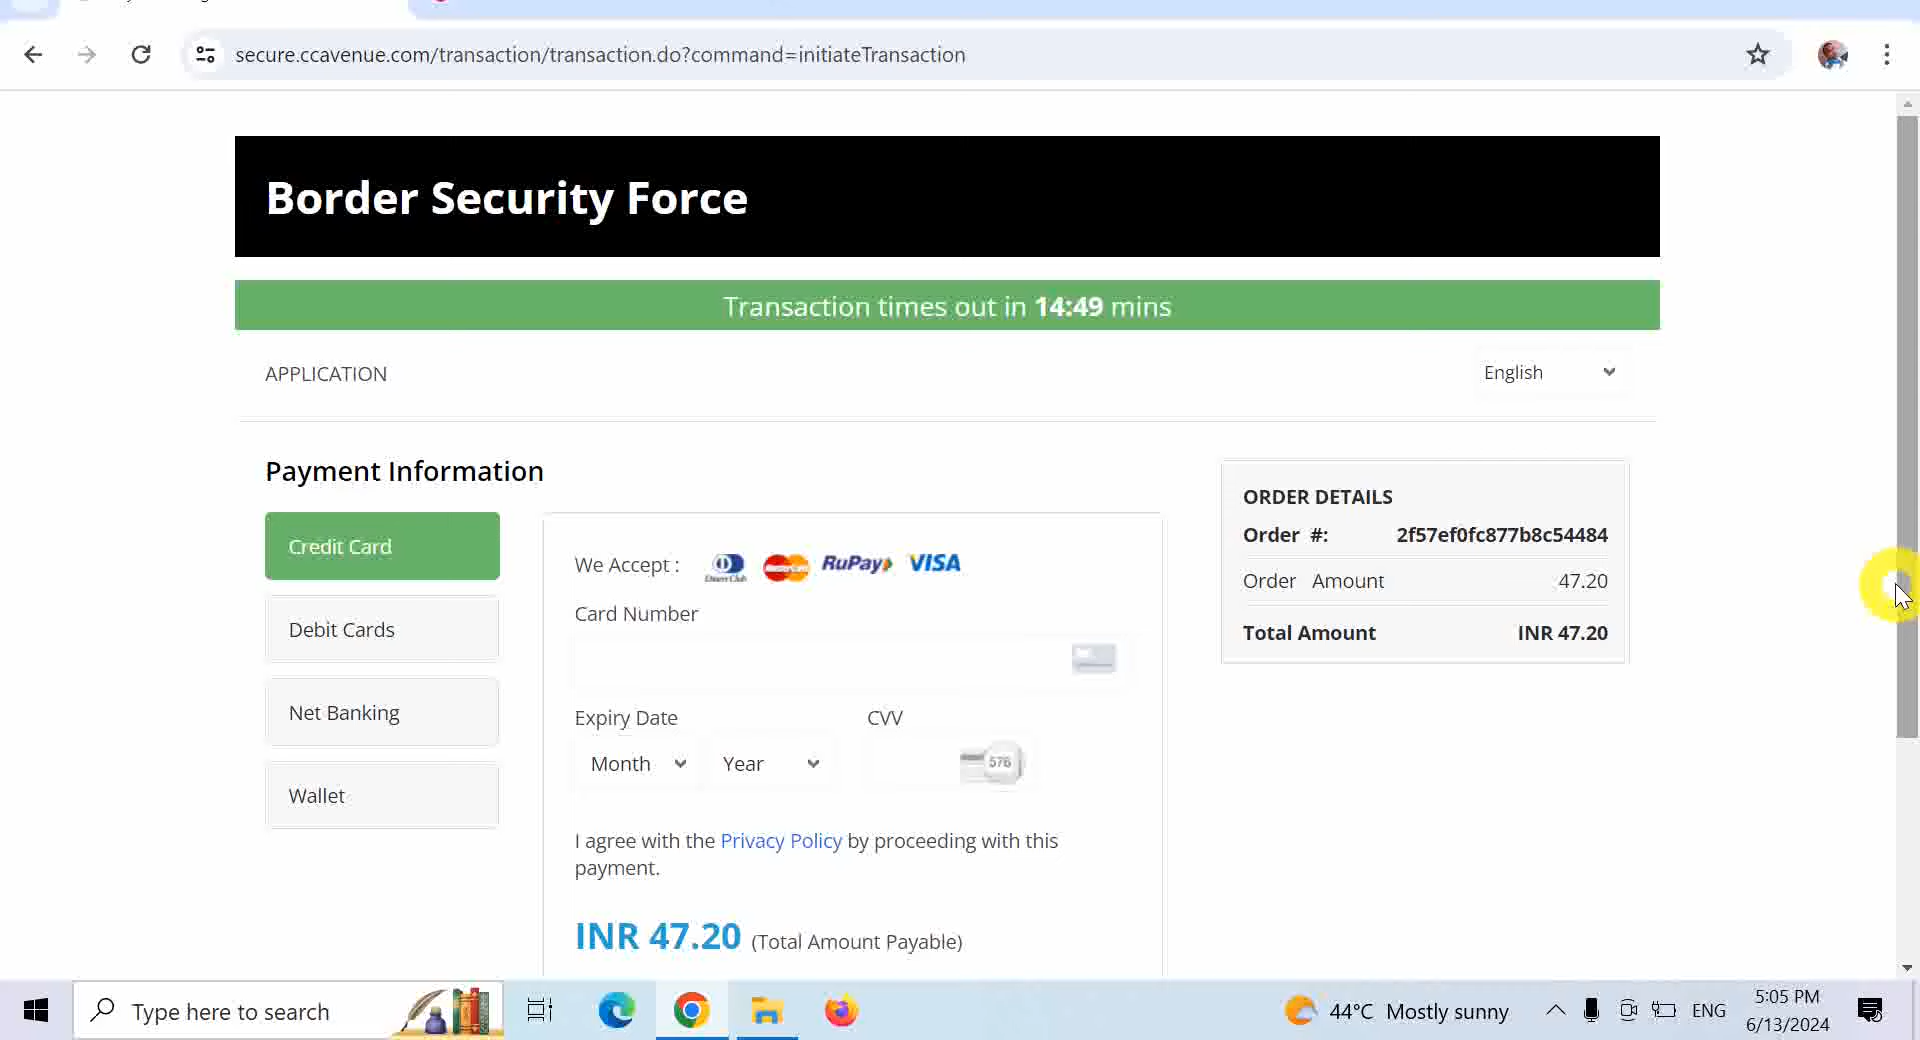 secure.ccavenue.com/transaction/transaction.do?command=initiateTransaction
Border Security Force
Transaction times out in 14:49 mins
APPLICATION
English
Payment Information
Credit Card
Debit Cards
Net Banking
Wallet
We Accept :
Diners Club
MasterCard
RuPay
VISA
Card Number
Expiry Date
CVV
Month
Year
576
I agree with the Privacy Policy by proceeding with this
payment.
INR 47.20 (Total Amount Payable)
ORDER DETAILS
Order #: 2f57ef0fc877b8c54484
Order Amount 47.20
Total Amount INR 47.20
Type here to search
44°C Mostly sunny
ENG
5:05 PM
6/13/2024